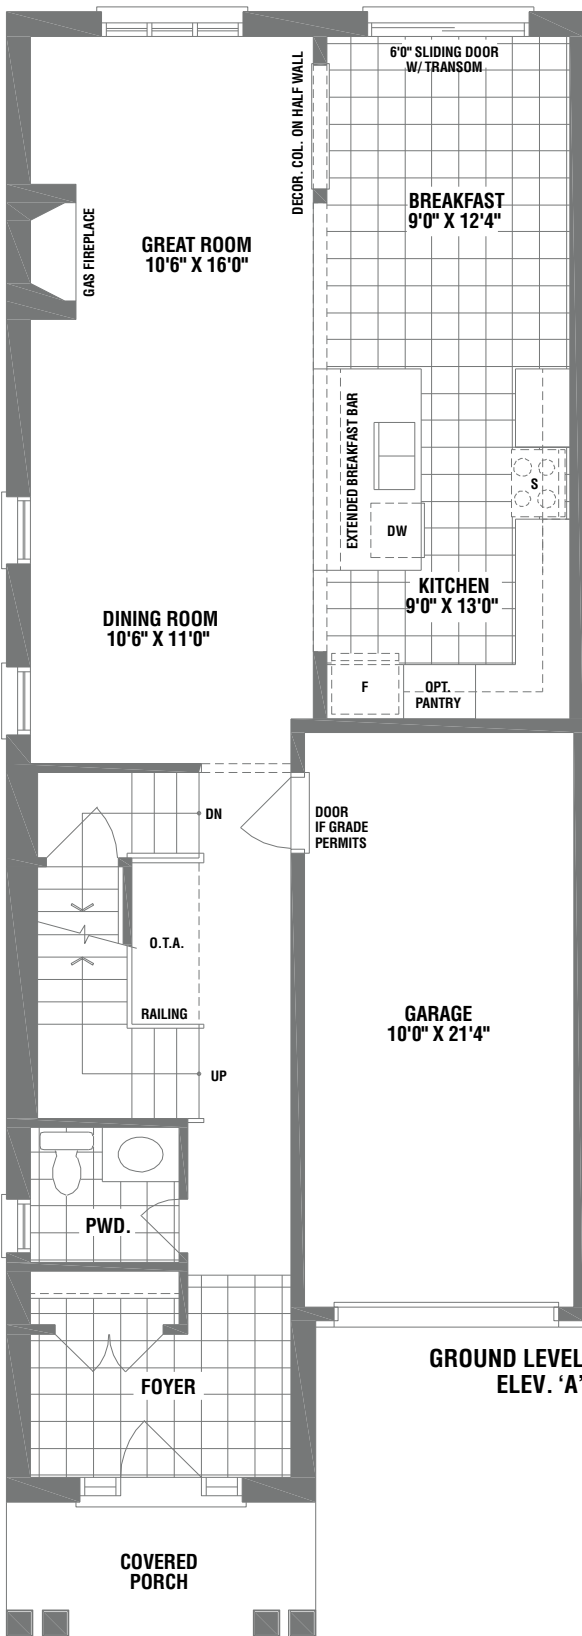 6'0" SLIDING DOOR
W/ TRANSOM
DECOR. COL. ON HALF WALL
BREAKFAST
9'0" X 12'4"
GREAT ROOM
10'6" X 16'0"
GAS FIREPLACE
EXTENDED BREAKFAST BAR
S
DW
KITCHEN
9'0" X 13'0"
DINING ROOM
10'6" X 11'0"
F
OPT.
PANTRY
DN
DOOR
IF GRADE
PERMITS
O.T.A.
RAILING
GARAGE
10'0" X 21'4"
UP
PWD.
GROUND LEVEL
ELEV. ‘A’
FOYER
COVERED
PORCH